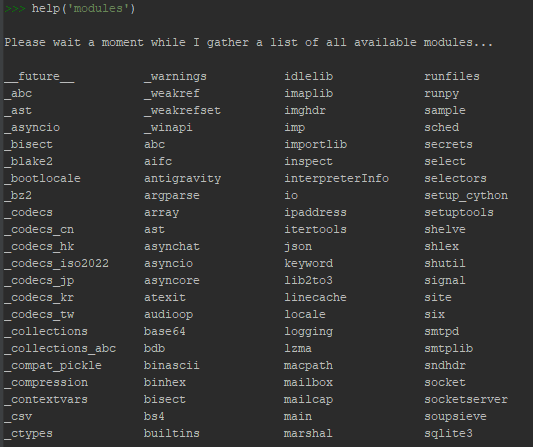 >>> help('modules')
Please wait a moment while I gather a list of all available modules...
__future__ _warnings idlelib runfiles
_abc _weakref imaplib runpy
_ast _weakrefset imghdr sample
_asyncio _winapi imp sched
_bisect abc importlib secrets
_blake2 aifc inspect select
_bootlocale antigravity interpreterInfo selectors
_bz2 argparse io setup_cython
_codecs array ipaddress setuptools
_codecs_cn ast itertools shelve
_codecs_hk asynchat json shlex
_codecs_iso2022 asyncio keyword shutil
_codecs_jp asyncore lib2to3 signal
_codecs_kr atexit linecache site
_codecs_tw audioop locale six
_collections base64 logging smtpd
_collections_abc bdb lzma smtplib
_compat_pickle binascii macpath sndhdr
_compression binhex mailbox socket
_contextvars bisect mailcap socketserver
_csv bs4 main soupsieve
_ctypes builtins marshal sqlite3